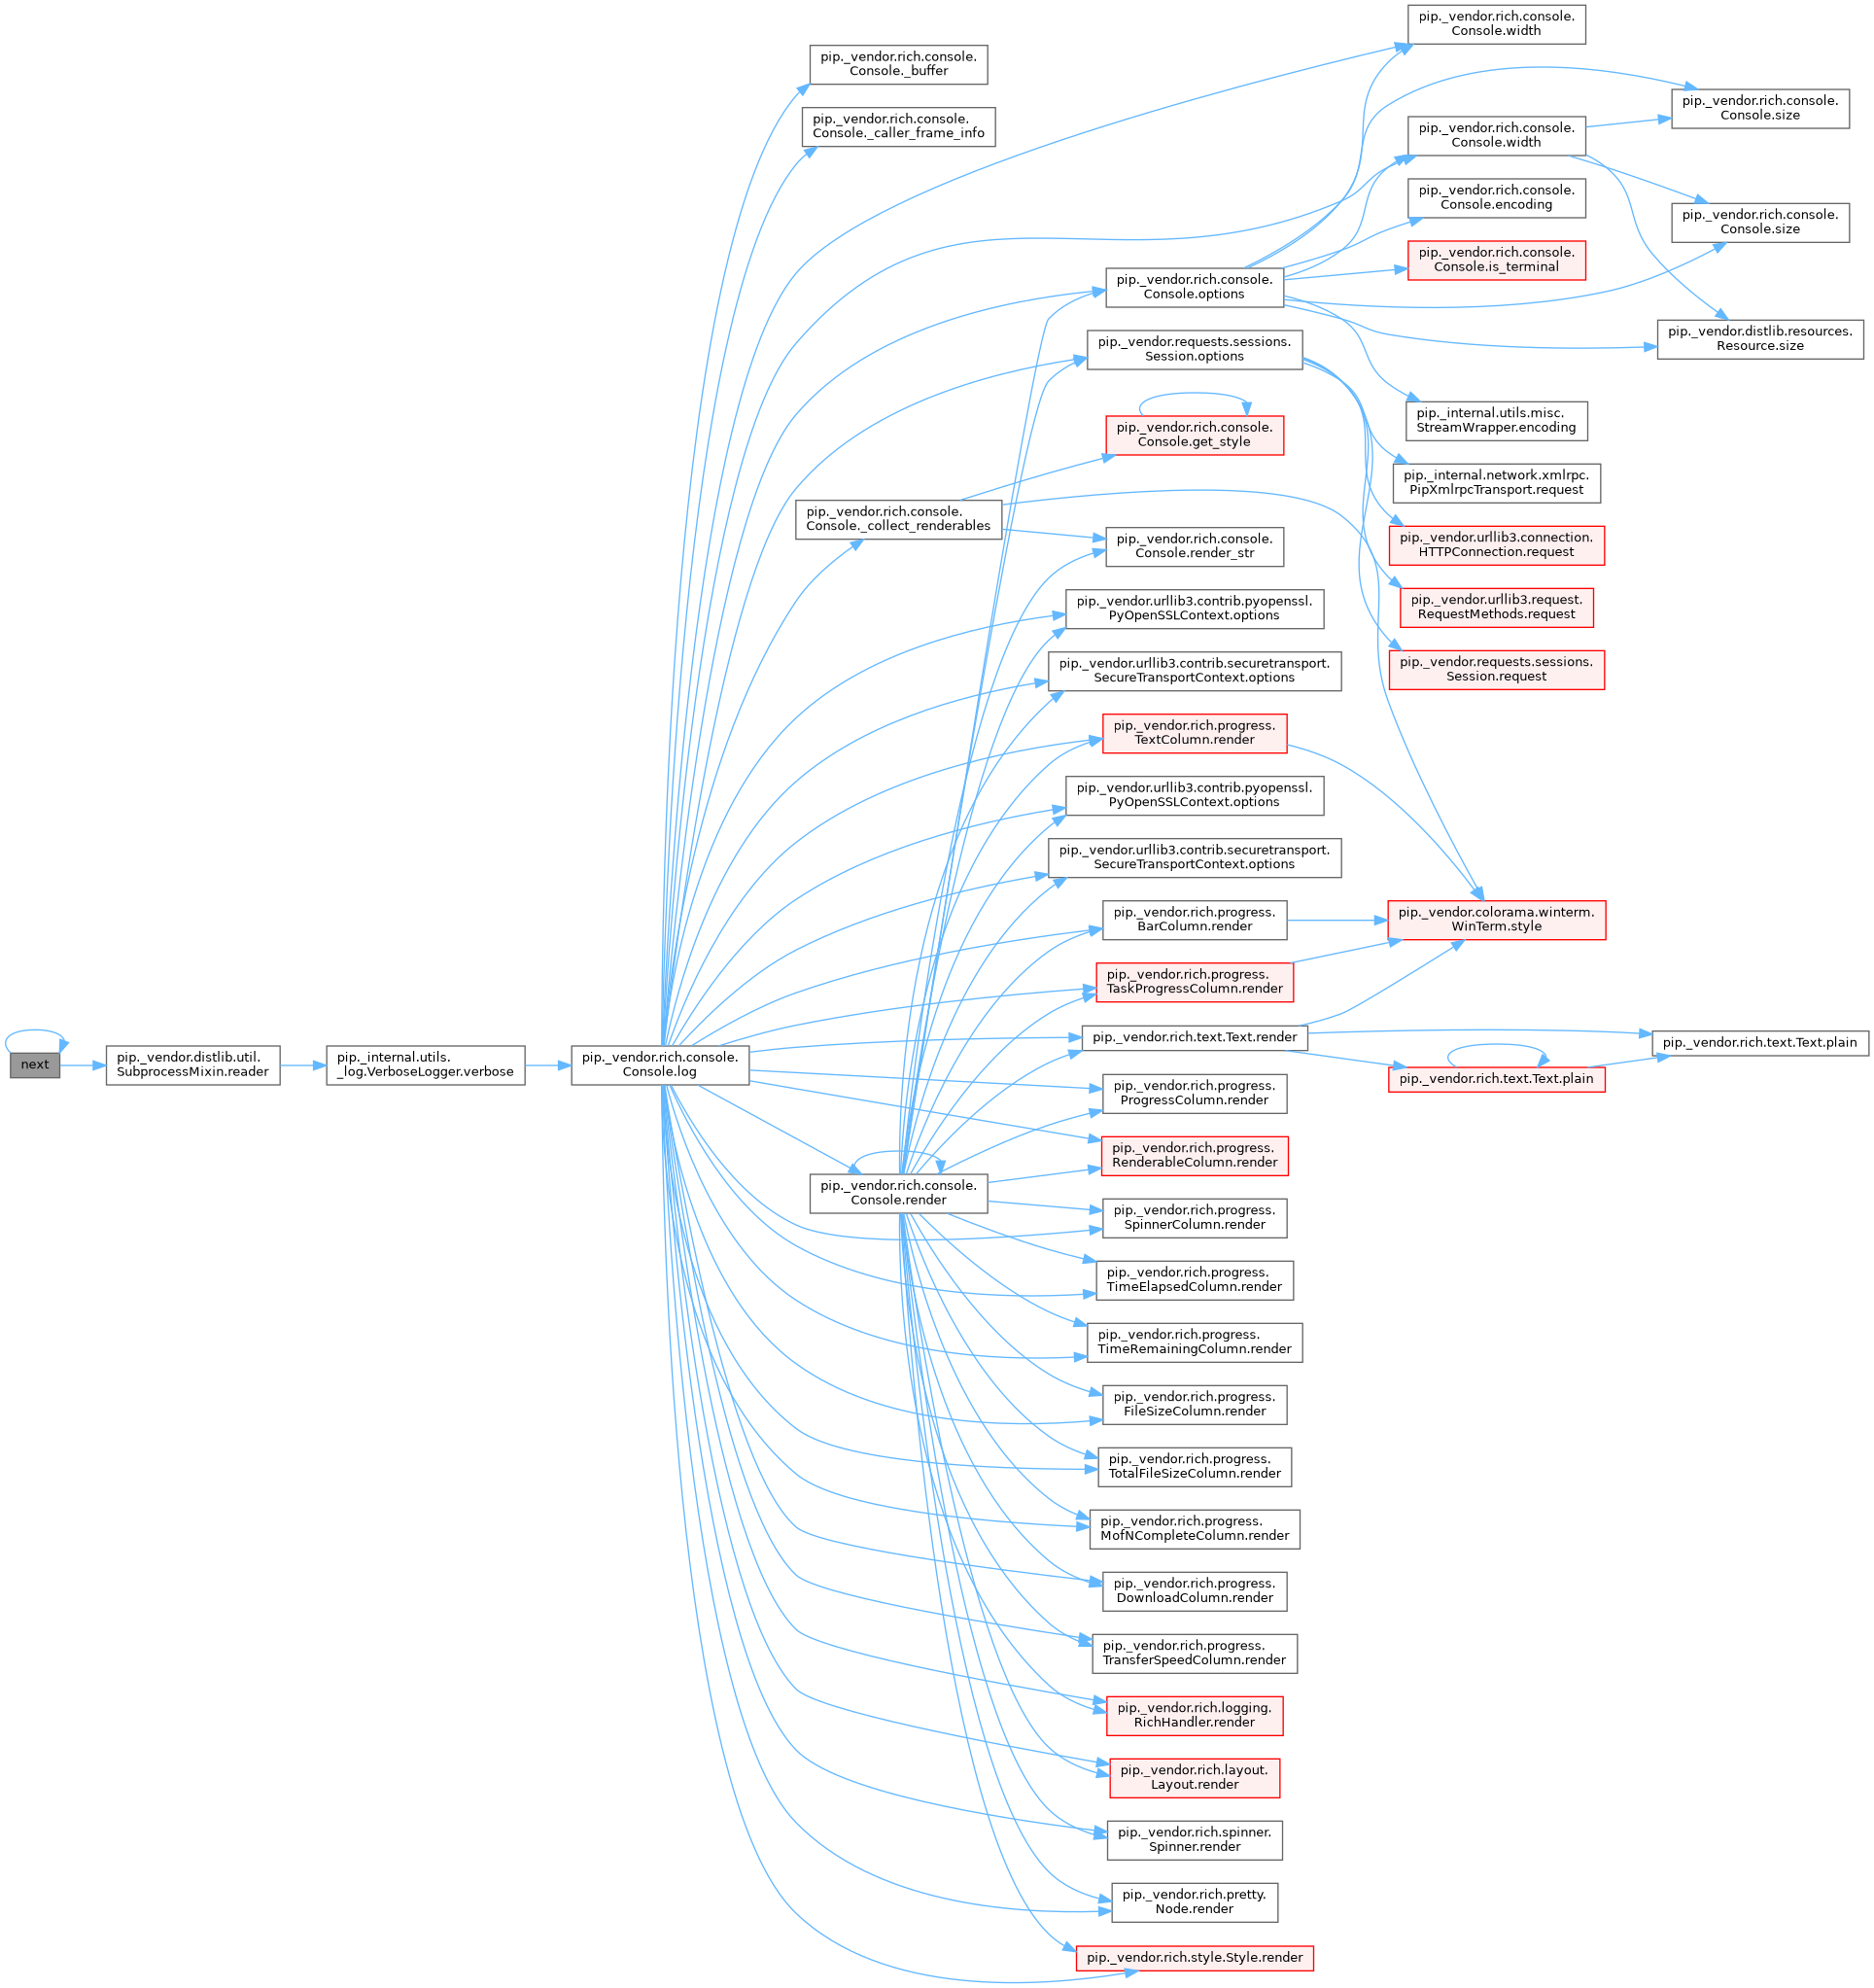 next
pip._vendor.distlib.util.
SubprocessMixin.reader
pip._internal.utils.
_log.VerboseLogger.verbose
pip._vendor.rich.console.
Console.log
pip._vendor.rich.console.
Console._buffer
pip._vendor.rich.console.
Console._caller_frame_info
pip._vendor.rich.console.
Console._collect_renderables
pip._vendor.rich.console.
Console.render
pip._vendor.rich.console.
Console.options
pip._vendor.requests.sessions.
Session.options
pip._vendor.rich.console.
Console.get_style
pip._vendor.rich.console.
Console.render_str
pip._vendor.urllib3.contrib.pyopenssl.
PyOpenSSLContext.options
pip._vendor.urllib3.contrib.securetransport.
SecureTransportContext.options
pip._vendor.rich.progress.
TextColumn.render
pip._vendor.urllib3.contrib.pyopenssl.
PyOpenSSLContext.options
pip._vendor.urllib3.contrib.securetransport.
SecureTransportContext.options
pip._vendor.rich.progress.
BarColumn.render
pip._vendor.rich.progress.
TaskProgressColumn.render
pip._vendor.rich.text.Text.render
pip._vendor.rich.progress.
ProgressColumn.render
pip._vendor.rich.progress.
RenderableColumn.render
pip._vendor.rich.progress.
SpinnerColumn.render
pip._vendor.rich.progress.
TimeElapsedColumn.render
pip._vendor.rich.progress.
TimeRemainingColumn.render
pip._vendor.rich.progress.
FileSizeColumn.render
pip._vendor.rich.progress.
TotalFileSizeColumn.render
pip._vendor.rich.progress.
MofNCompleteColumn.render
pip._vendor.rich.progress.
DownloadColumn.render
pip._vendor.rich.progress.
TransferSpeedColumn.render
pip._vendor.rich.logging.
RichHandler.render
pip._vendor.rich.layout.
Layout.render
pip._vendor.rich.spinner.
Spinner.render
pip._vendor.rich.pretty.
Node.render
pip._vendor.rich.style.Style.render
pip._vendor.rich.console.
Console.width
pip._vendor.rich.console.
Console.width
pip._vendor.rich.console.
Console.encoding
pip._vendor.rich.console.
Console.is_terminal
pip._internal.utils.misc.
StreamWrapper.encoding
pip._internal.network.xmlrpc.
PipXmlrpcTransport.request
pip._vendor.urllib3.connection.
HTTPConnection.request
pip._vendor.urllib3.request.
RequestMethods.request
pip._vendor.requests.sessions.
Session.request
pip._vendor.colorama.winterm.
WinTerm.style
pip._vendor.rich.text.Text.plain
pip._vendor.rich.console.
Console.size
pip._vendor.rich.console.
Console.size
pip._vendor.distlib.resources.
Resource.size
pip._vendor.rich.text.Text.plain